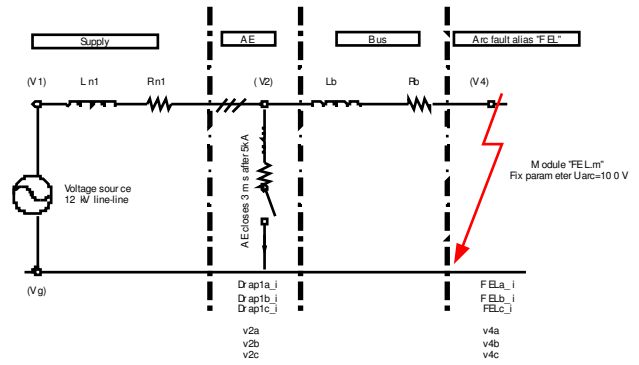 Supply
AE
Bus
Arc fault alias "FEL"
(V1)
Ln1
Rn1
(V2)
Lb
Rb
(V4)
AE closes 3 ms after 5kA
Voltage source
12 kV line-line
Module "FEL.m"
Fix parameter Uarc=100 V
(Vg)
Drap1a_i
Drap1b_i
Drap1c_i
v2a
v2b
v2c
FELa_i
FELb_i
FELc_i
v4a
v4b
v4c